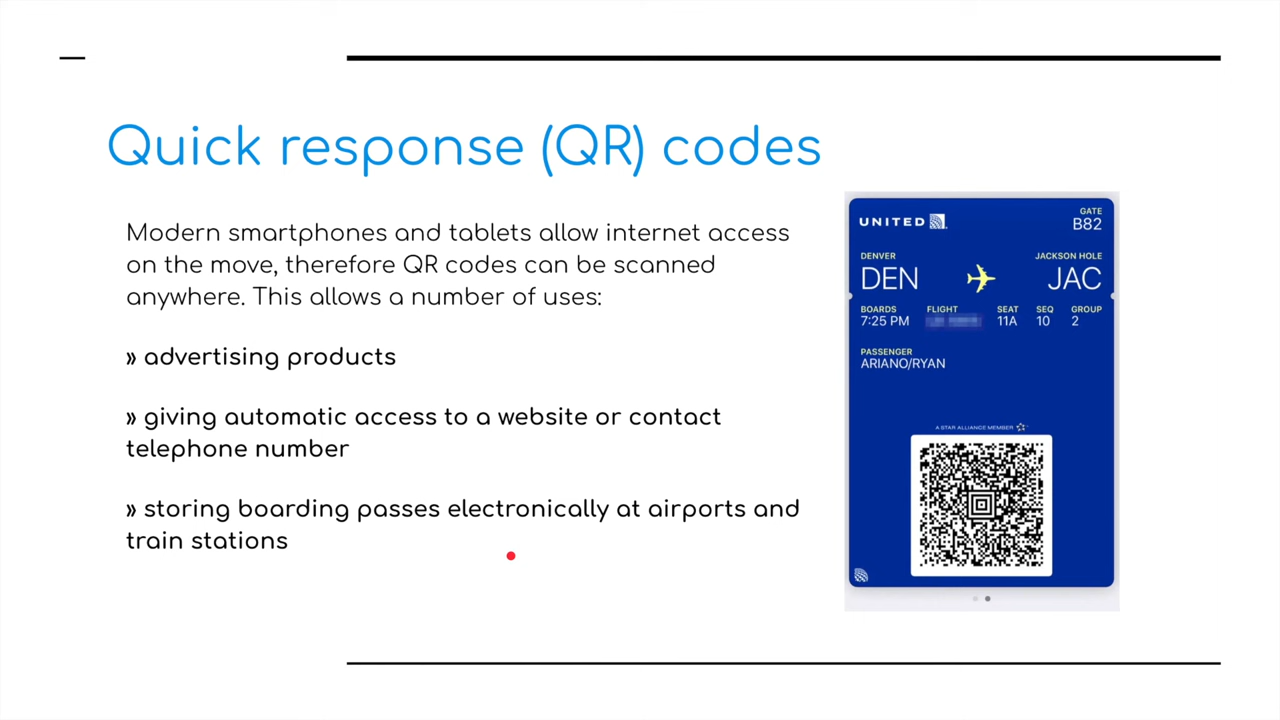 Quick response (QR) codes
Modern smartphones and tablets allow internet access
on the move, therefore QR codes can be scanned
anywhere. This allows a number of uses:
» advertising products
» giving automatic access to a website or contact
telephone number
» storing boarding passes electronically at airports and
train stations
UNITED
GATE
B82
DENVER
JACKSON HOLE
DEN
JAC
BOARDS
FLIGHT
SEAT
SEQ
GROUP
7:25 PM
11A
10
2
PASSENGER
ARIANO/RYAN
A STAR ALLIANCE MEMBER